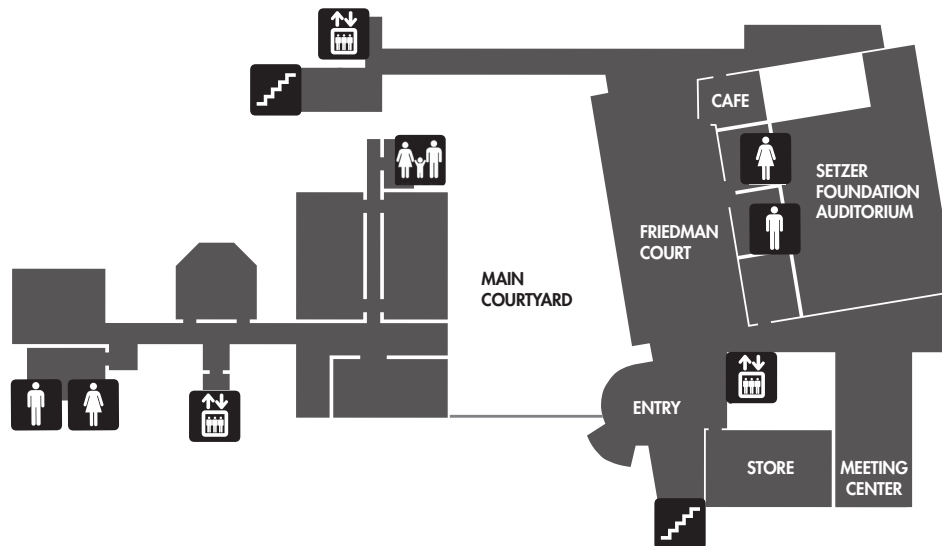 CAFE
SETZER
FOUNDATION
AUDITORIUM
FRIEDMAN
COURT
MAIN
COURTYARD
ENTRY
STORE
MEETING
CENTER